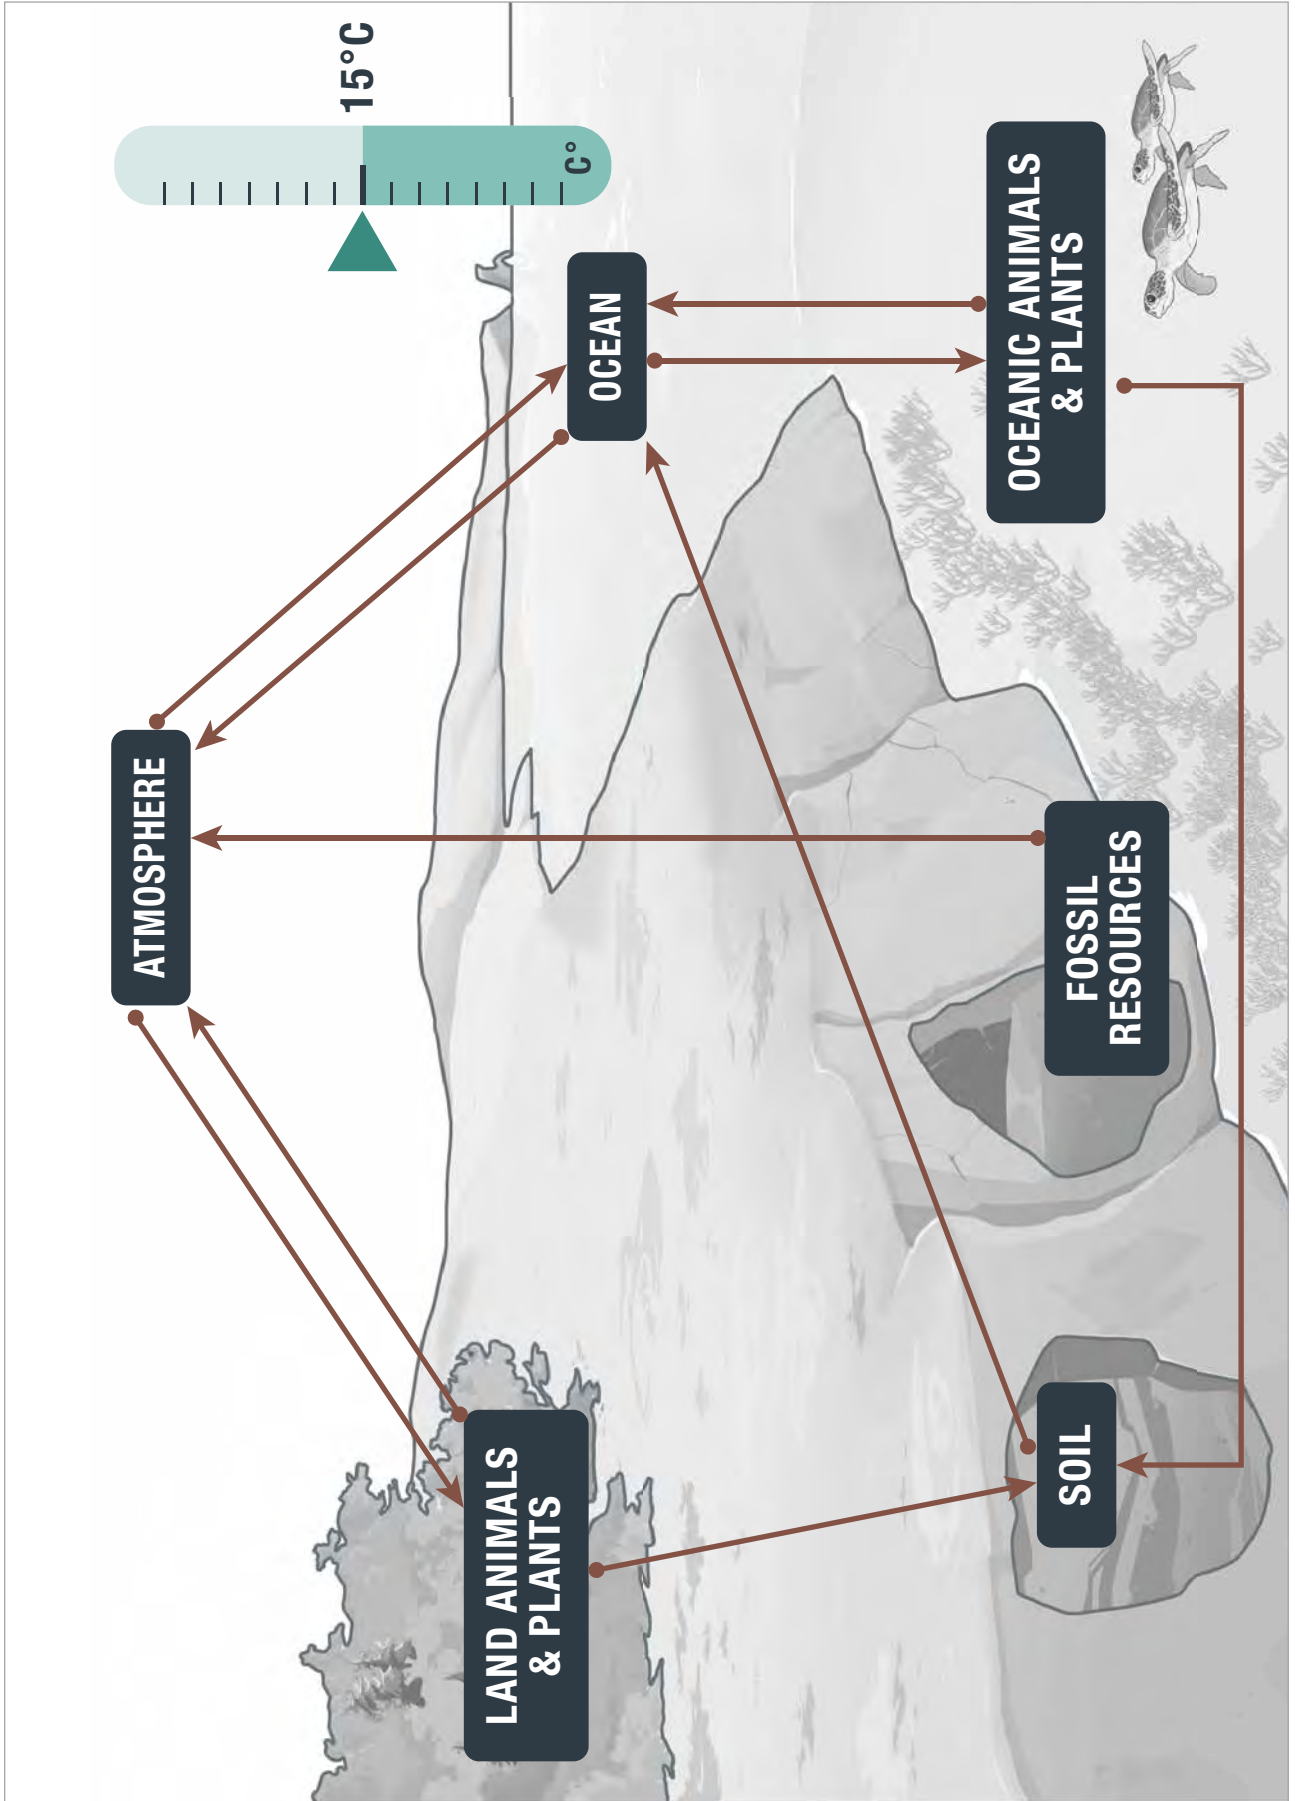 15°C
C°
ATMOSPHERE
OCEAN
LAND ANIMALS
& PLANTS
OCEANIC ANIMALS
& PLANTS
FOSSIL
RESOURCES
SOIL